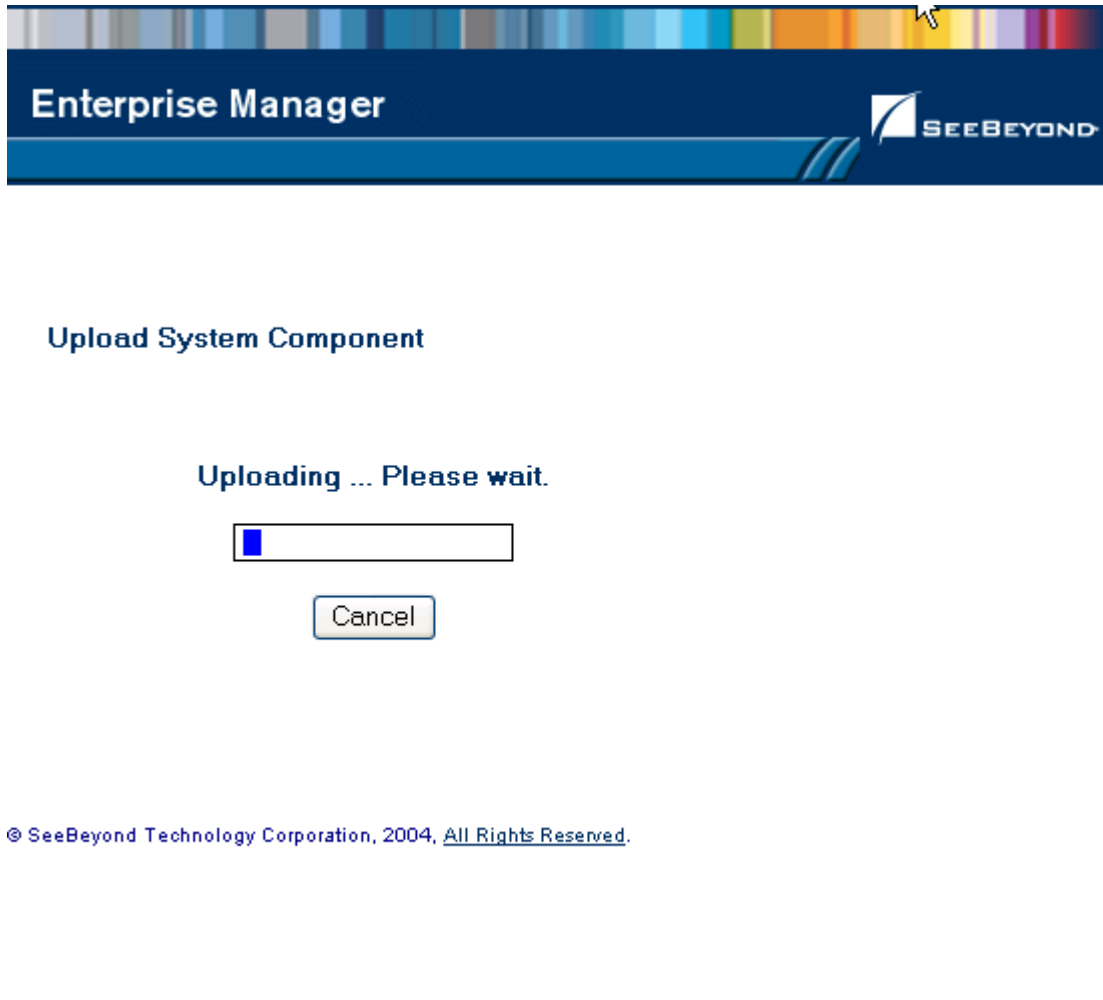 Enterprise Manager
SEEBEYOND
Upload System Component
Uploading ... Please wait.
Cancel
© SeeBeyond Technology Corporation, 2004, All Rights Reserved.